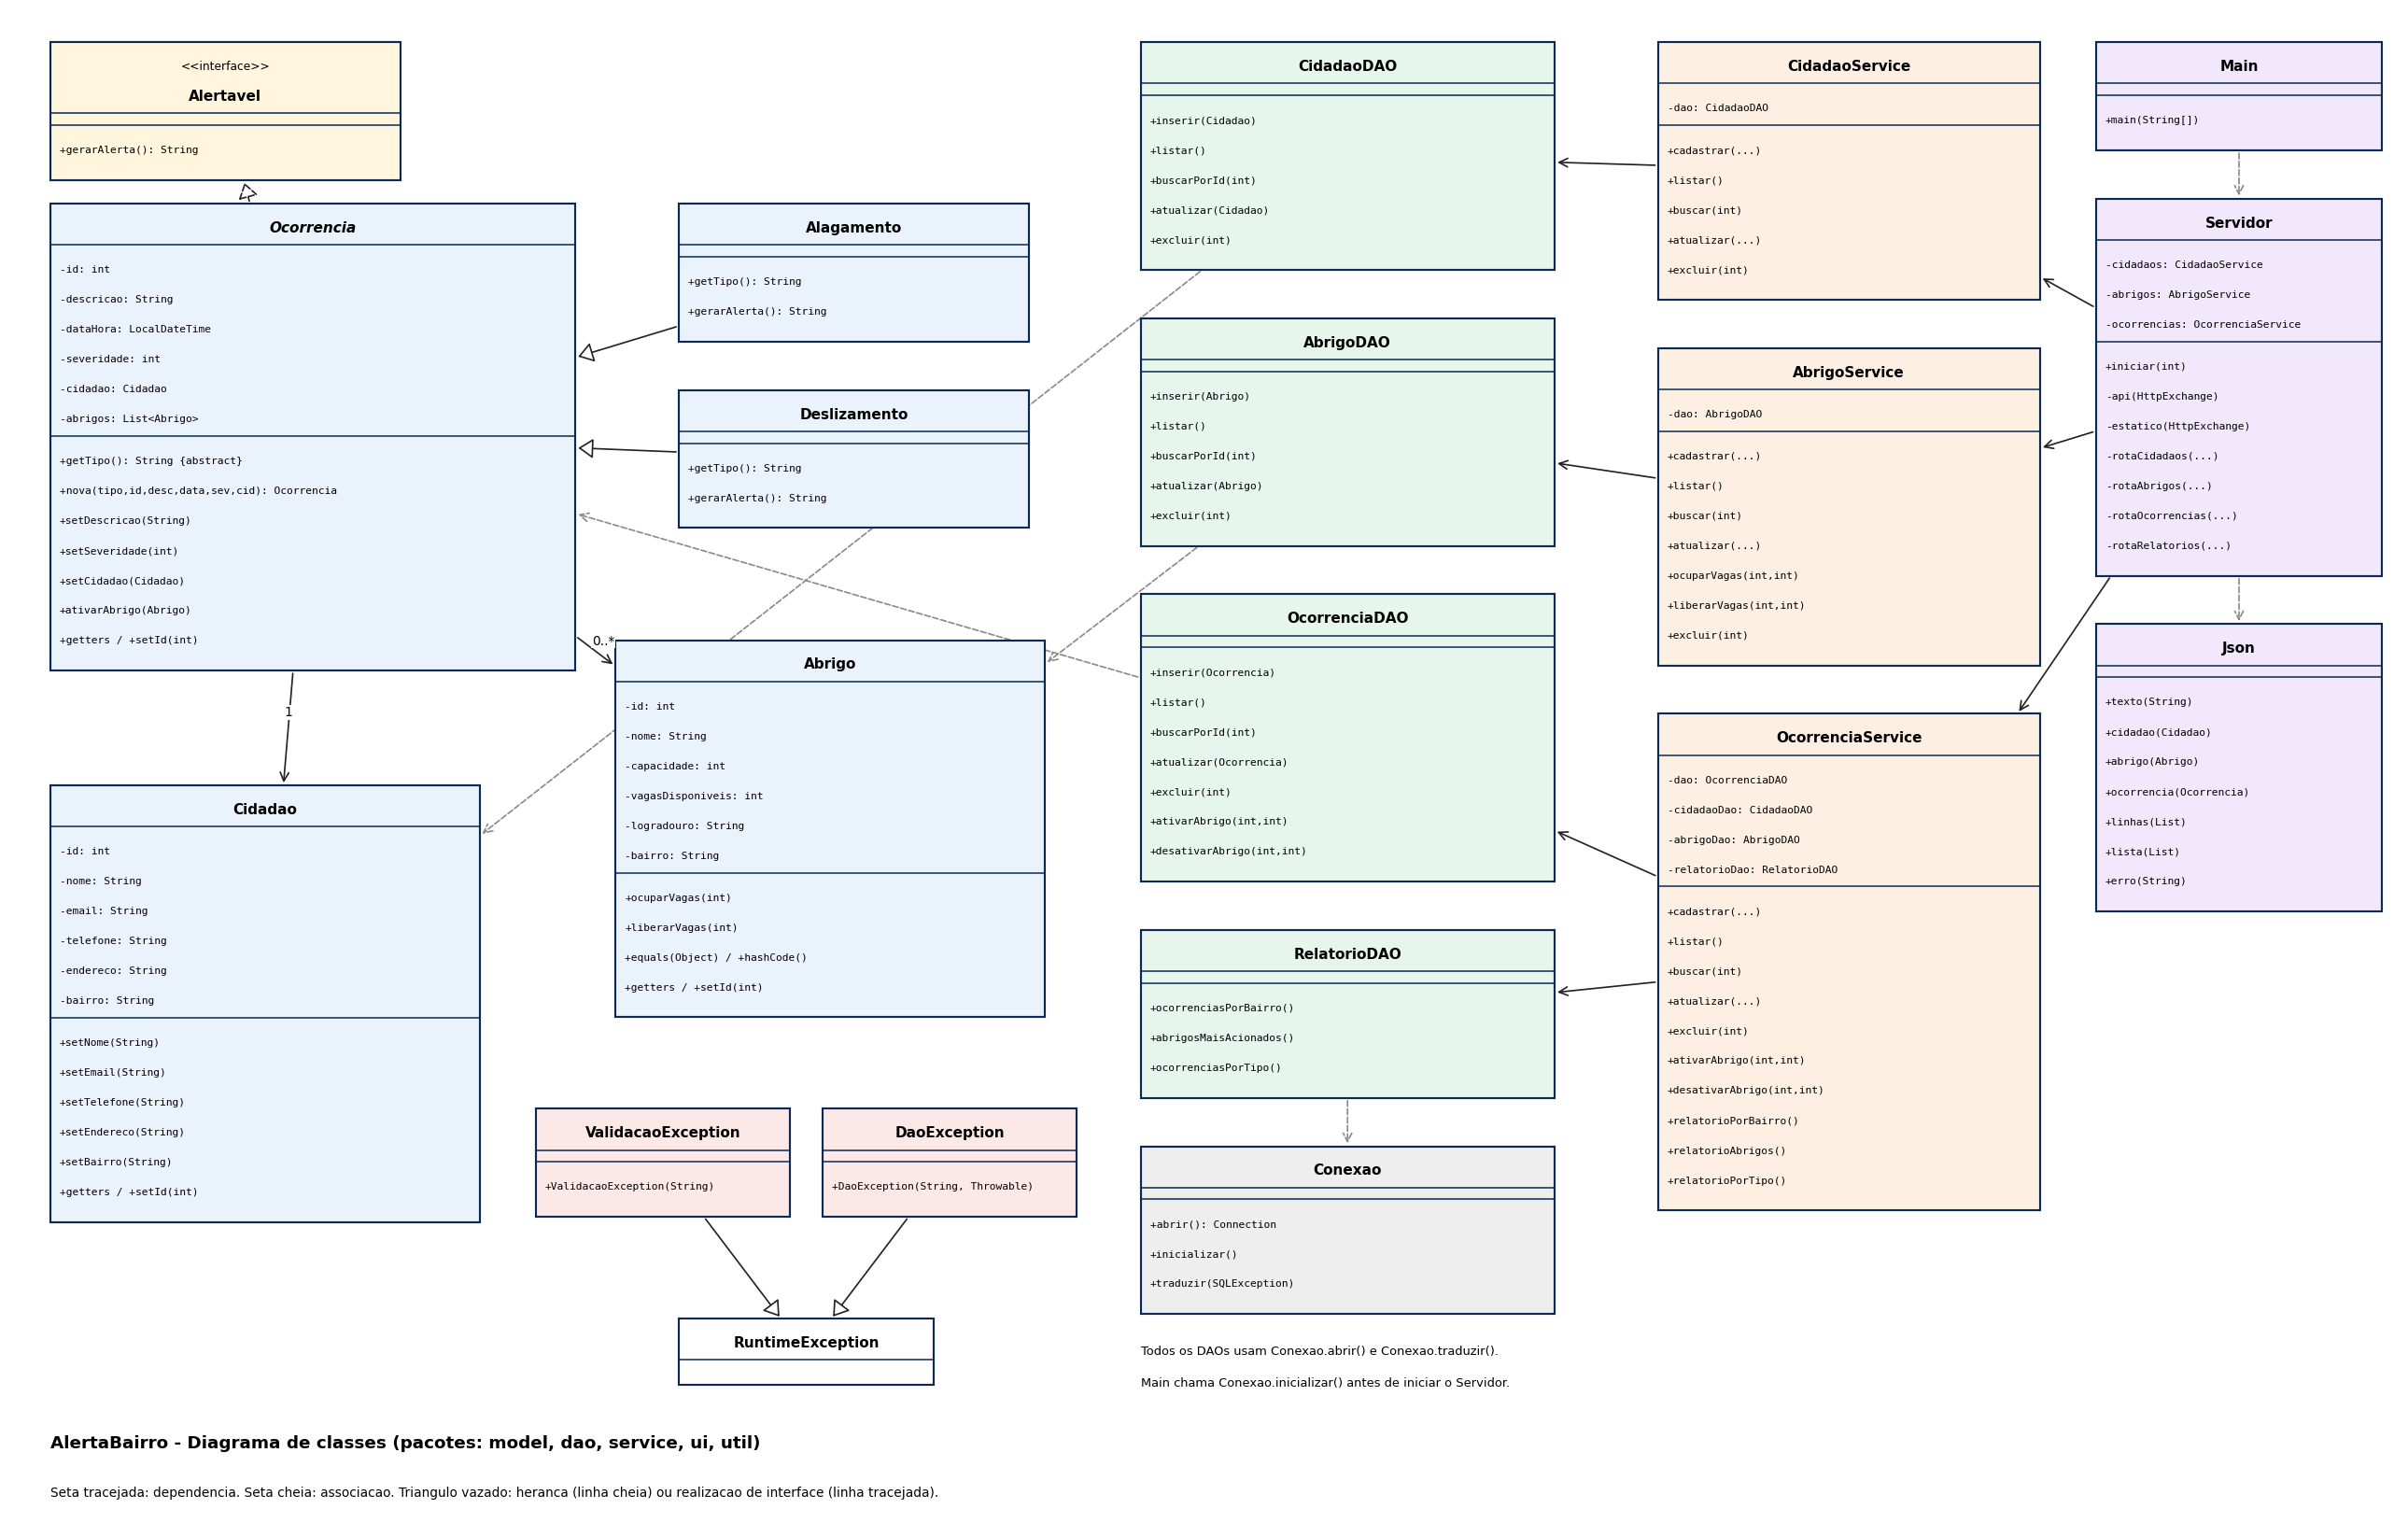 <<interface>>
Alertavel
+gerarAlerta(): String
Ocorrencia
-id: int
-descricao: String
-dataHora: LocalDateTime
-severidade: int
-cidadao: Cidadao
-abrigos: List<Abrigo>
+getTipo(): String {abstract}
+nova(tipo,id,desc,data,sev,cid): Ocorrencia
+setDescricao(String)
+setSeveridade(int)
+setCidadao(Cidadao)
+ativarAbrigo(Abrigo)
+getters / +setId(int)
0..*
1
Cidadao
-id: int
-nome: String
-email: String
-telefone: String
-endereco: String
-bairro: String
+setNome(String)
+setEmail(String)
+setTelefone(String)
+setEndereco(String)
+setBairro(String)
+getters / +setId(int)
Alagamento
+getTipo(): String
+gerarAlerta(): String
Deslizamento
+getTipo(): String
+gerarAlerta(): String
Abrigo
-id: int
-nome: String
-capacidade: int
-vagasDisponiveis: int
-logradouro: String
-bairro: String
+ocuparVagas(int)
+liberarVagas(int)
+equals(Object) / +hashCode()
+getters / +setId(int)
ValidacaoException
+ValidacaoException(String)
DaoException
+DaoException(String, Throwable)
RuntimeException
CidadaoDAO
+inserir(Cidadao)
+listar()
+buscarPorId(int)
+atualizar(Cidadao)
+excluir(int)
AbrigoDAO
+inserir(Abrigo)
+listar()
+buscarPorId(int)
+atualizar(Abrigo)
+excluir(int)
OcorrenciaDAO
+inserir(Ocorrencia)
+listar()
+buscarPorId(int)
+atualizar(Ocorrencia)
+excluir(int)
+ativarAbrigo(int,int)
+desativarAbrigo(int,int)
RelatorioDAO
+ocorrenciasPorBairro()
+abrigosMaisAcionados()
+ocorrenciasPorTipo()
Conexao
+abrir(): Connection
+inicializar()
+traduzir(SQLException)
Todos os DAOs usam Conexao.abrir() e Conexao.traduzir().
Main chama Conexao.inicializar() antes de iniciar o Servidor.
CidadaoService
-dao: CidadaoDAO
+cadastrar(...)
+listar()
+buscar(int)
+atualizar(...)
+excluir(int)
AbrigoService
-dao: AbrigoDAO
+cadastrar(...)
+listar()
+buscar(int)
+atualizar(...)
+ocuparVagas(int,int)
+liberarVagas(int,int)
+excluir(int)
OcorrenciaService
-dao: OcorrenciaDAO
-cidadaoDao: CidadaoDAO
-abrigoDao: AbrigoDAO
-relatorioDao: RelatorioDAO
+cadastrar(...)
+listar()
+buscar(int)
+atualizar(...)
+excluir(int)
+ativarAbrigo(int,int)
+desativarAbrigo(int,int)
+relatorioPorBairro()
+relatorioAbrigos()
+relatorioPorTipo()
Main
+main(String[])
Servidor
-cidadaos: CidadaoService
-abrigos: AbrigoService
-ocorrencias: OcorrenciaService
+iniciar(int)
-api(HttpExchange)
-estatico(HttpExchange)
-rotaCidadaos(...)
-rotaAbrigos(...)
-rotaOcorrencias(...)
-rotaRelatorios(...)
Json
+texto(String)
+cidadao(Cidadao)
+abrigo(Abrigo)
+ocorrencia(Ocorrencia)
+linhas(List)
+lista(List)
+erro(String)
AlertaBairro - Diagrama de classes (pacotes: model, dao, service, ui, util)
Seta tracejada: dependencia. Seta cheia: associacao. Triangulo vazado: heranca (linha cheia) ou realizacao de interface (linha tracejada).